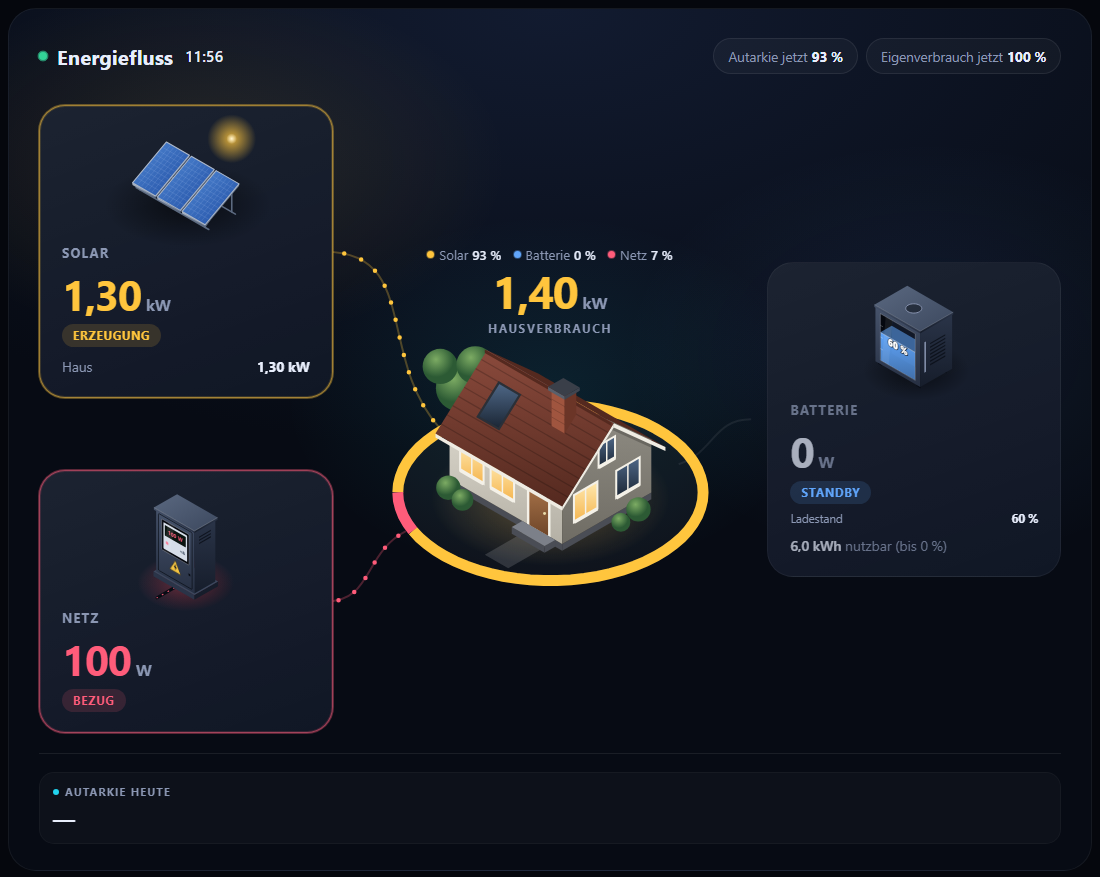 Energiefluss 11:56
Autarkie jetzt 93 %
Eigenverbrauch jetzt 100 %
SOLAR
1,30 kW
ERZEUGUNG
Haus 1,30 kW
Solar 93 % Batterie 0 % Netz 7 %
1,40 kW
HAUSVERBRAUCH
60 %
BATTERIE
0 W
STANDBY
Ladestand 60 %
6,0 kWh nutzbar (bis 0 %)
100 W
NETZ
100 W
BEZUG
AUTARKIE HEUTE
—